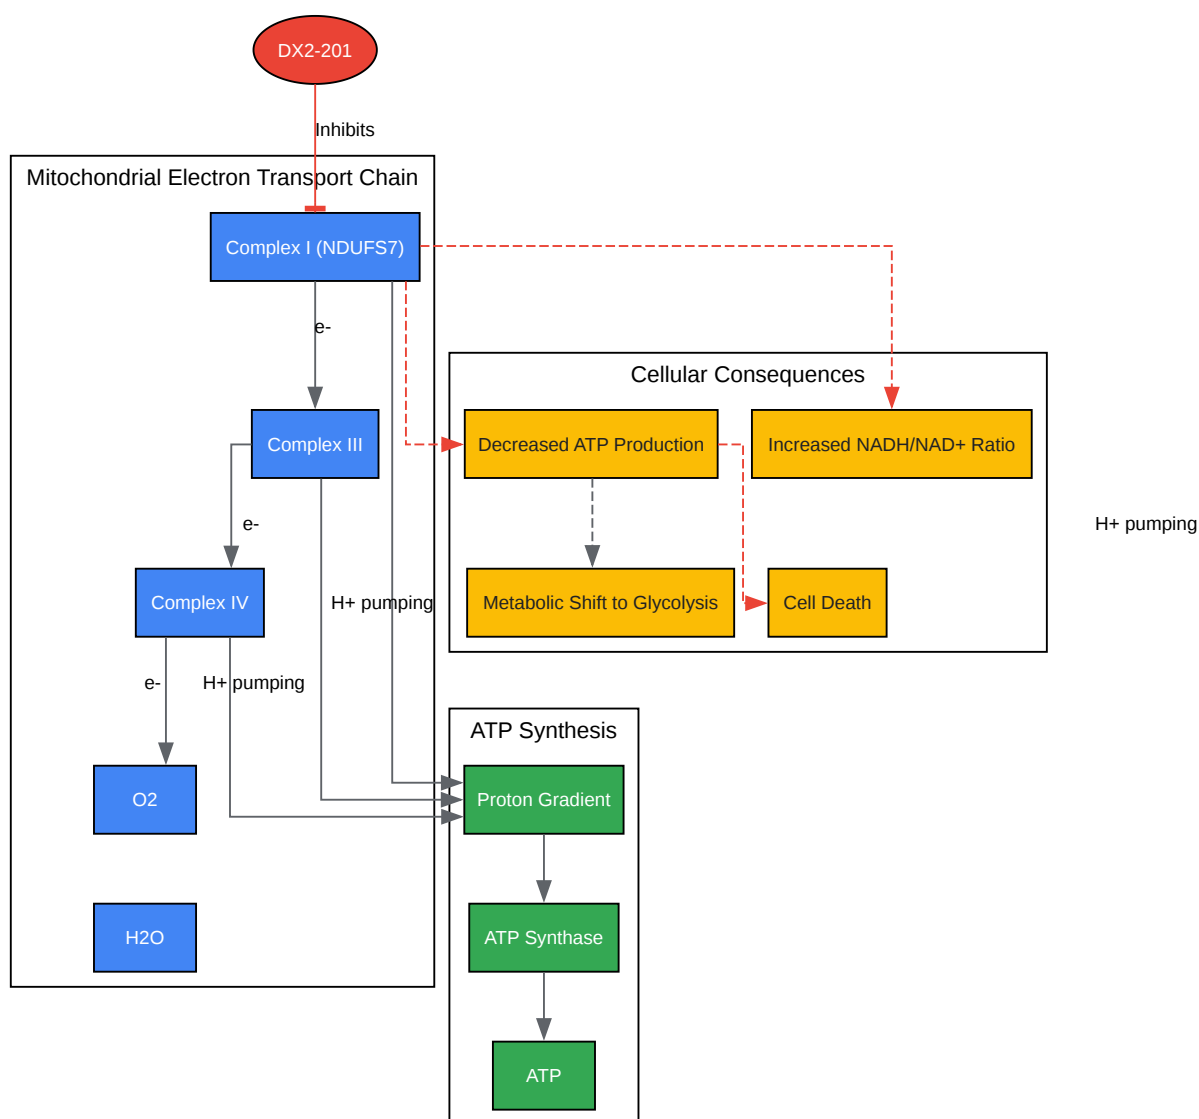 DX2-201
Inhibits
Mitochondrial Electron Transport Chain
Complex I (NDUFS7)
e-
Cellular Consequences
Complex III
Decreased ATP Production
Increased NADH/NAD+ Ratio
e-
H+ pumping
Complex IV
H+ pumping
Metabolic Shift to Glycolysis
Cell Death
e-
H+ pumping
ATP Synthesis
O2
Proton Gradient
H2O
ATP Synthase
ATP